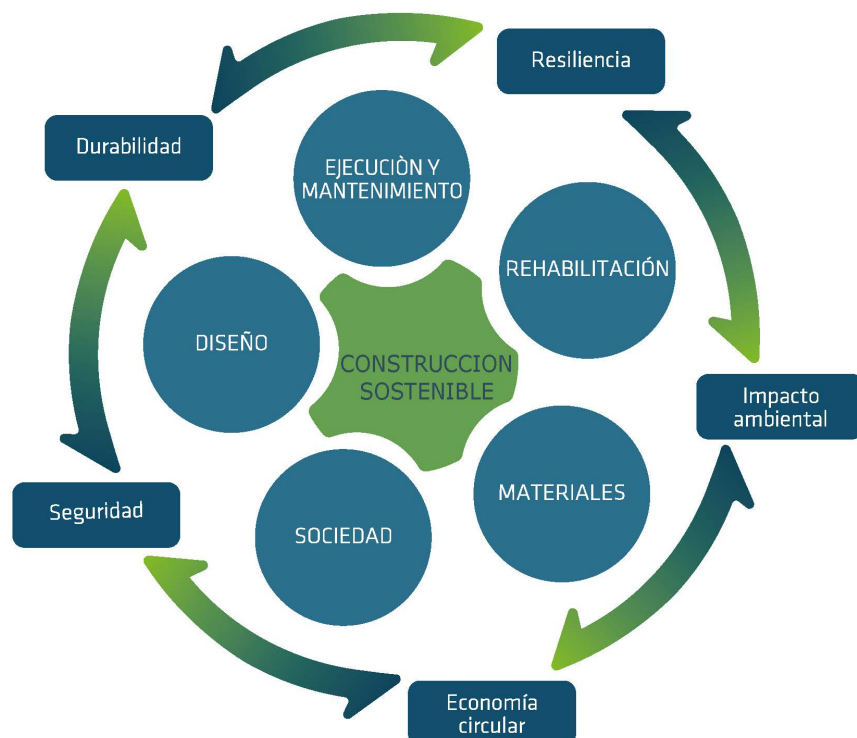 Resiliencia
Durabilidad
EJECUCIÒN Y
MANTENIMIENTO
REHABILITACIÓN
DISEÑO
CONSTRUCCION
SOSTENIBLE
Impacto
ambiental
MATERIALES
Seguridad
SOCIEDAD
Economía
circular